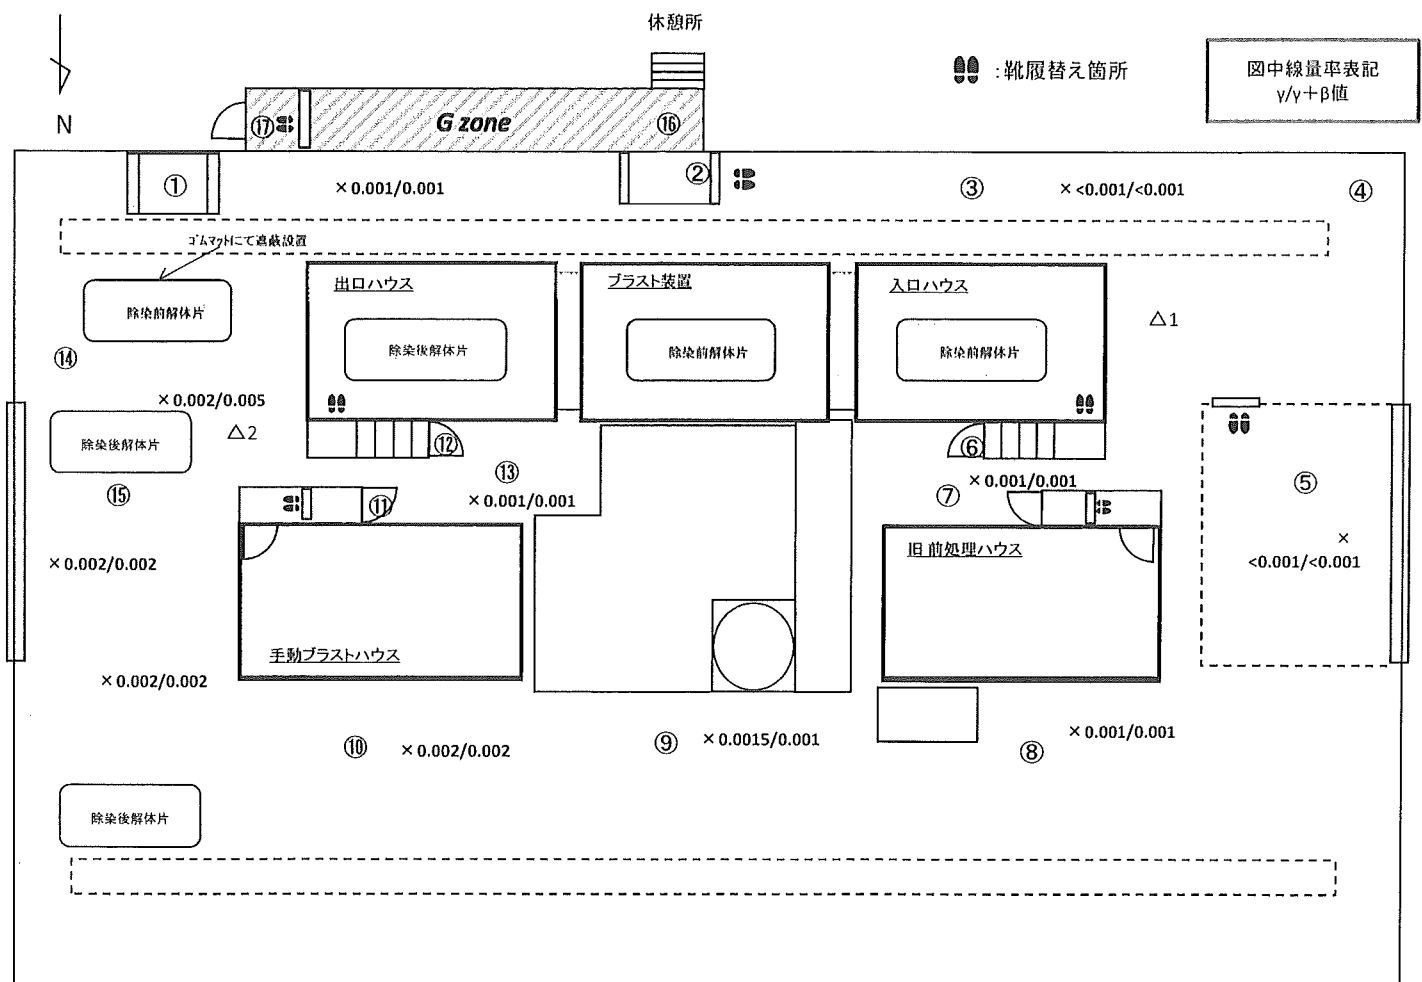 休憩所
:靴履替え箇所
図中線量率表記
γ/γ+β値
N
⑰
G zone
⑯
①
× 0.001/0.001
②
③
× <0.001/<0.001
④
ゴムマットにて遮蔽設置
除染前解体片
出口ハウス
除染後解体片
ブラスト装置
除染前解体片
入口ハウス
除染前解体片
△1
⑭
× 0.002/0.005
△2
除染後解体片
⑮
⑫
⑬
× 0.001/0.001
⑥
⑦
× 0.001/0.001
⑤
×
<0.001/<0.001
⑪
× 0.002/0.002
手動ブラストハウス
旧前処理ハウス
× 0.002/0.002
⑩
× 0.002/0.002
⑨
× 0.0015/0.001
⑧
× 0.001/0.001
除染後解体片